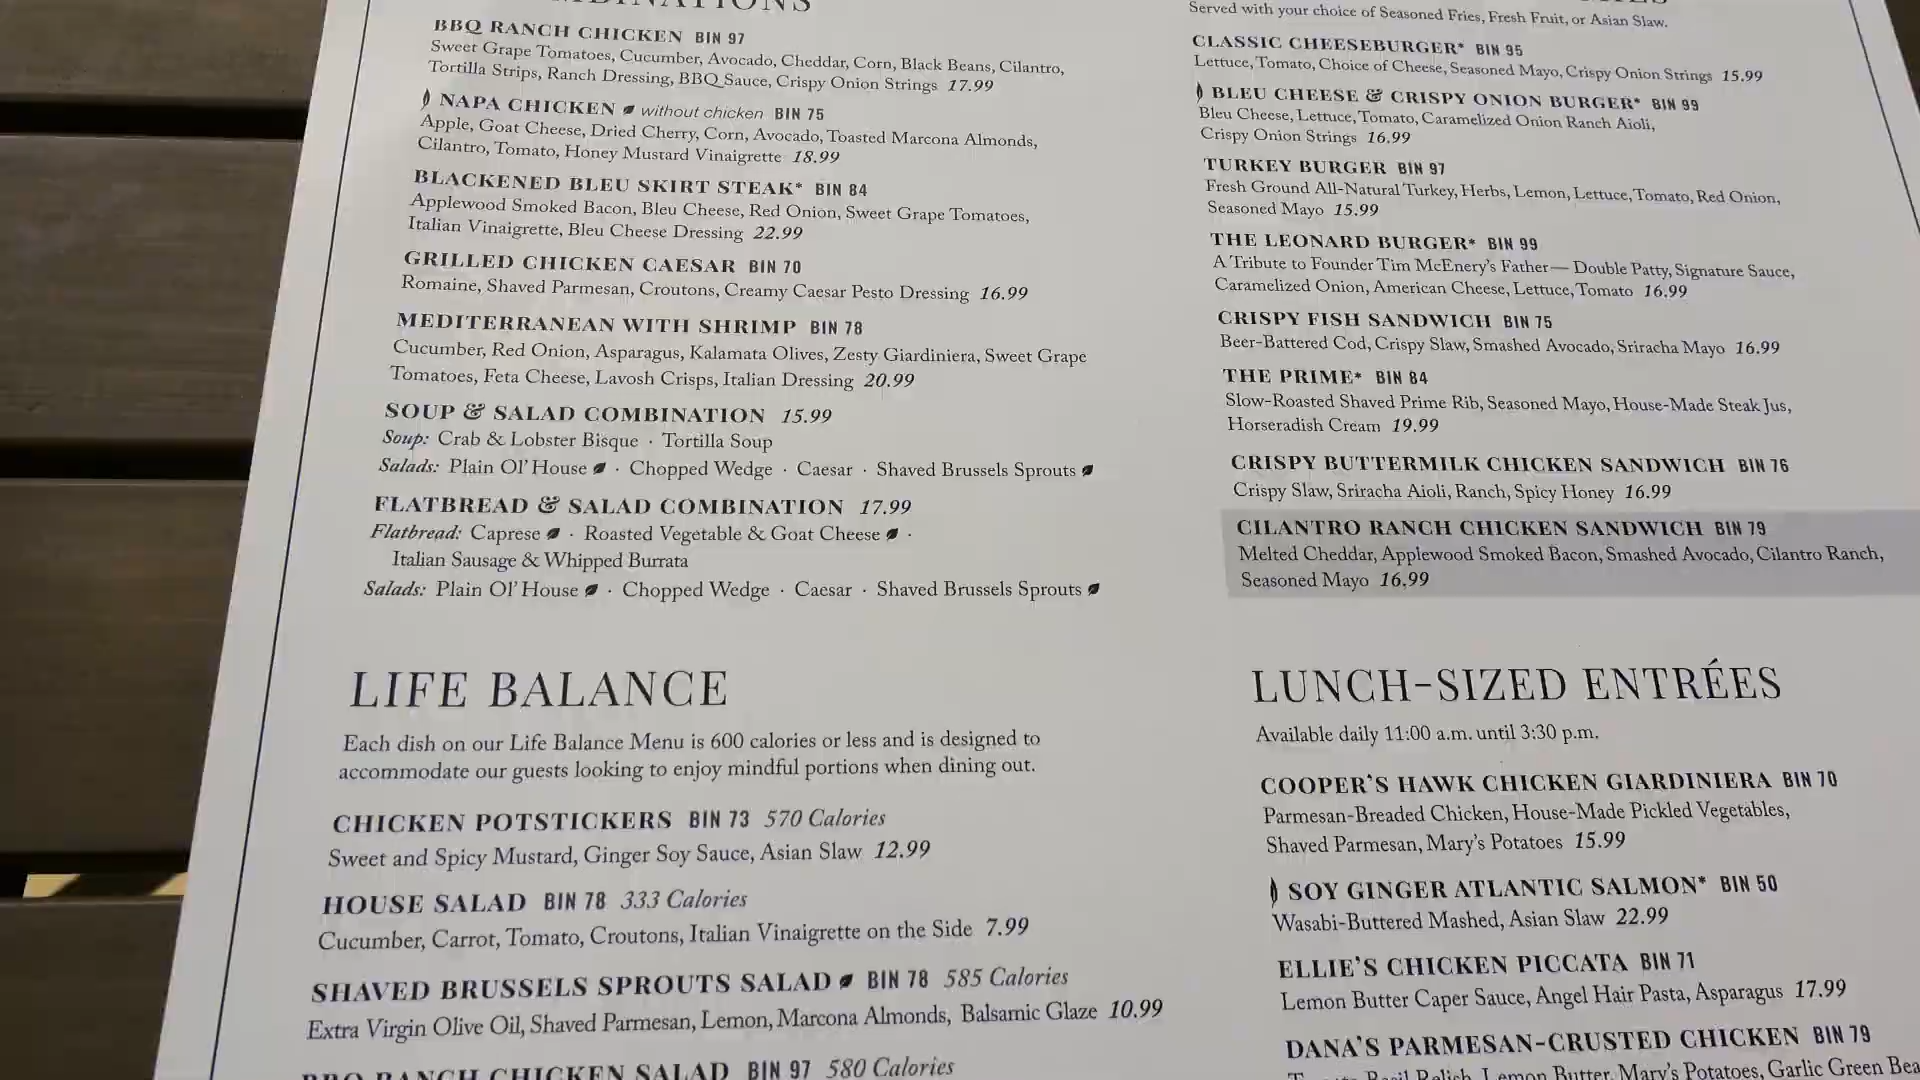 BBQ RANCH CHICKEN BIN 97
Sweet Grape Tomatoes, Cucumber, Avocado, Cheddar, Corn, Black Beans, Cilantro,
Tortilla Strips, Ranch Dressing, BBQ Sauce, Crispy Onion Strings 17.99
NAPA CHICKEN without chicken BIN 75
Apple, Goat Cheese, Dried Cherry, Corn, Avocado, Toasted Marcona Almonds,
Cilantro, Tomato, Honey Mustard Vinaigrette 18.99
BLACKENED BLEU SKIRT STEAK* BIN 84
Applewood Smoked Bacon, Bleu Cheese, Red Onion, Sweet Grape Tomatoes,
Italian Vinaigrette, Bleu Cheese Dressing 22.99
GRILLED CHICKEN CAESAR BIN 70
Romaine, Shaved Parmesan, Croutons, Creamy Caesar Pesto Dressing 16.99
MEDITERRANEAN WITH SHRIMP BIN 78
Cucumber, Red Onion, Asparagus, Kalamata Olives, Zesty Giardiniera, Sweet Grape
Tomatoes, Feta Cheese, Lavosh Crisps, Italian Dressing 20.99
SOUP & SALAD COMBINATION 15.99
Soup: Crab & Lobster Bisque · Tortilla Soup
Salads: Plain Ol' House · Chopped Wedge · Caesar · Shaved Brussels Sprouts
FLATBREAD & SALAD COMBINATION 17.99
Flatbread: Caprese · Roasted Vegetable & Goat Cheese ·
Italian Sausage & Whipped Burrata
Salads: Plain Ol' House · Chopped Wedge · Caesar · Shaved Brussels Sprouts
LIFE BALANCE
Each dish on our Life Balance Menu is 600 calories or less and is designed to
accommodate our guests looking to enjoy mindful portions when dining out.
CHICKEN POTSTICKERS BIN 73 570 Calories
Sweet and Spicy Mustard, Ginger Soy Sauce, Asian Slaw 12.99
HOUSE SALAD BIN 78 333 Calories
Cucumber, Carrot, Tomato, Croutons, Italian Vinaigrette on the Side 7.99
SHAVED BRUSSELS SPROUTS SALAD BIN 78 585 Calories
Extra Virgin Olive Oil, Shaved Parmesan, Lemon, Marcona Almonds, Balsamic Glaze 10.99
BBQ RANCH CHICKEN SALAD BIN 97 580 Calories
Served with your choice of Seasoned Fries, Fresh Fruit, or Asian Slaw.
CLASSIC CHEESEBURGER* BIN 95
Lettuce, Tomato, Choice of Cheese, Seasoned Mayo, Crispy Onion Strings 15.99
BLEU CHEESE & CRISPY ONION BURGER* BIN 99
Bleu Cheese, Lettuce, Tomato, Caramelized Onion Ranch Aioli,
Crispy Onion Strings 16.99
TURKEY BURGER BIN 97
Fresh Ground All-Natural Turkey, Herbs, Lemon, Lettuce, Tomato, Red Onion,
Seasoned Mayo 15.99
THE LEONARD BURGER* BIN 99
A Tribute to Founder Tim McEnery's Father— Double Patty, Signature Sauce,
Caramelized Onion, American Cheese, Lettuce, Tomato 16.99
CRISPY FISH SANDWICH BIN 75
Beer-Battered Cod, Crispy Slaw, Smashed Avocado, Sriracha Mayo 16.99
THE PRIME* BIN 84
Slow-Roasted Shaved Prime Rib, Seasoned Mayo, House-Made Steak Jus,
Horseradish Cream 19.99
CRISPY BUTTERMILK CHICKEN SANDWICH BIN 76
Crispy Slaw, Sriracha Aioli, Ranch, Spicy Honey 16.99
CILANTRO RANCH CHICKEN SANDWICH BIN 79
Melted Cheddar, Applewood Smoked Bacon, Smashed Avocado, Cilantro Ranch,
Seasoned Mayo 16.99
LUNCH-SIZED ENTRÉES
Available daily 11:00 a.m. until 3:30 p.m.
COOPER'S HAWK CHICKEN GIARDINIERA BIN 70
Parmesan-Breaded Chicken, House-Made Pickled Vegetables,
Shaved Parmesan, Mary's Potatoes 15.99
SOY GINGER ATLANTIC SALMON* BIN 50
Wasabi-Buttered Mashed, Asian Slaw 22.99
ELLIE'S CHICKEN PICCATA BIN 71
Lemon Butter Caper Sauce, Angel Hair Pasta, Asparagus 17.99
DANA'S PARMESAN-CRUSTED CHICKEN BIN 79
Basil Relish, Lemon Butter, Mary's Potatoes, Garlic Green